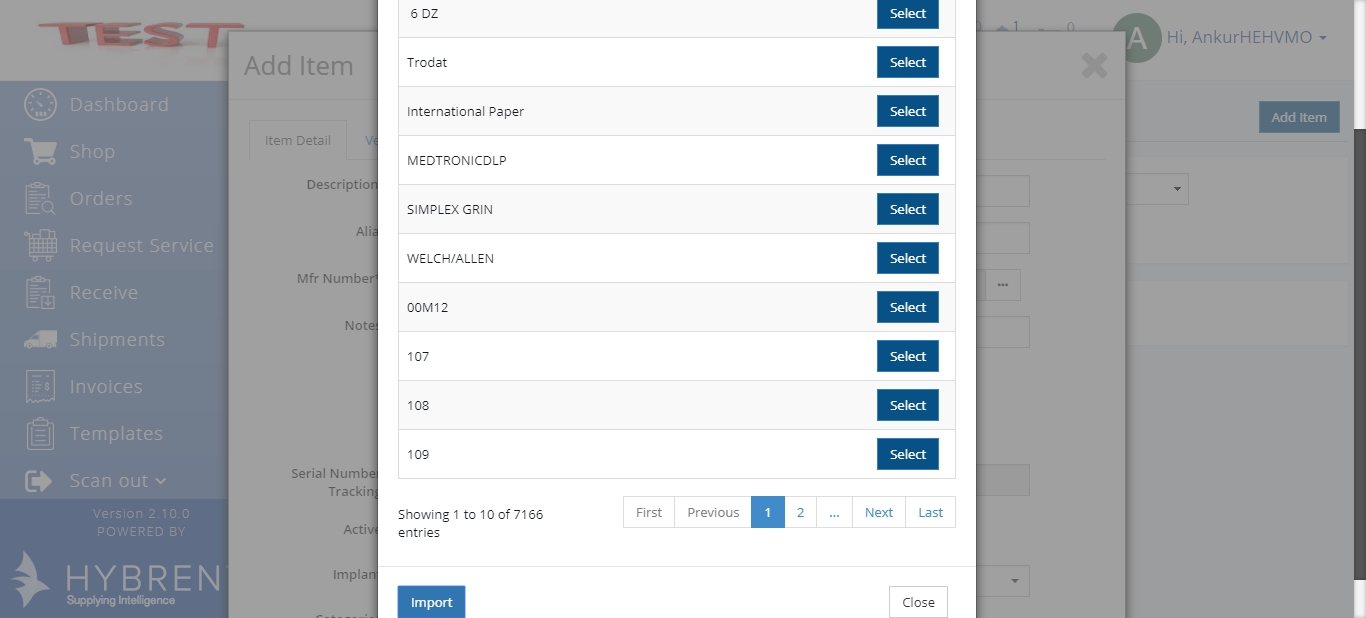 TEST
1
0
A
Hi, AnkurHEHVMO
Add Item
Add Item
Dashboard
Shop
Orders
Request Service
Receive
Shipments
Invoices
Templates
Scan out
Version 2.10.0
POWERED BY
HYBREN
Supplying Intelligence
Item Detail
Ve
Description
Alia
Mfr Number*
...
Notes
Serial Number
Tracking
Active
Implan
6 DZ
Select
Trodat
Select
International Paper
Select
MEDTRONICDLP
Select
SIMPLEX GRIN
Select
WELCH/ALLEN
Select
00M12
Select
107
Select
108
Select
109
Select
Showing 1 to 10 of 7166
entries
First
Previous
1
2
...
Next
Last
Import
Close